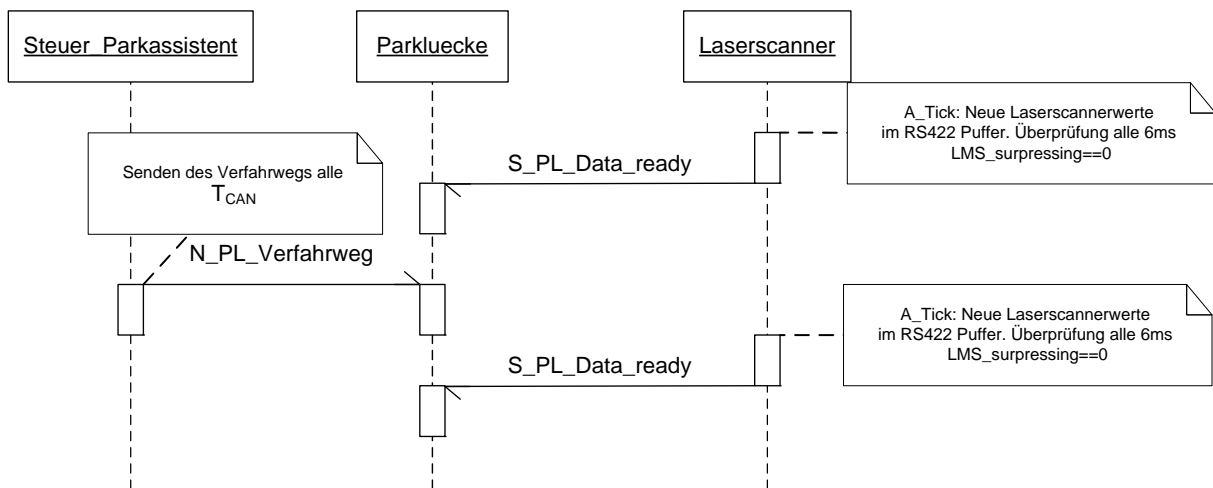 Steuer_Parkassistent
Parkluecke
Laserscanner
A_Tick: Neue Laserscannerwerte
im RS422 Puffer. Überprüfung alle 6ms
LMS_surpressing==0
Senden des Verfahrwegs alle
TCAN
S_PL_Data_ready
N_PL_Verfahrweg
A_Tick: Neue Laserscannerwerte
im RS422 Puffer. Überprüfung alle 6ms
LMS_surpressing==0
S_PL_Data_ready